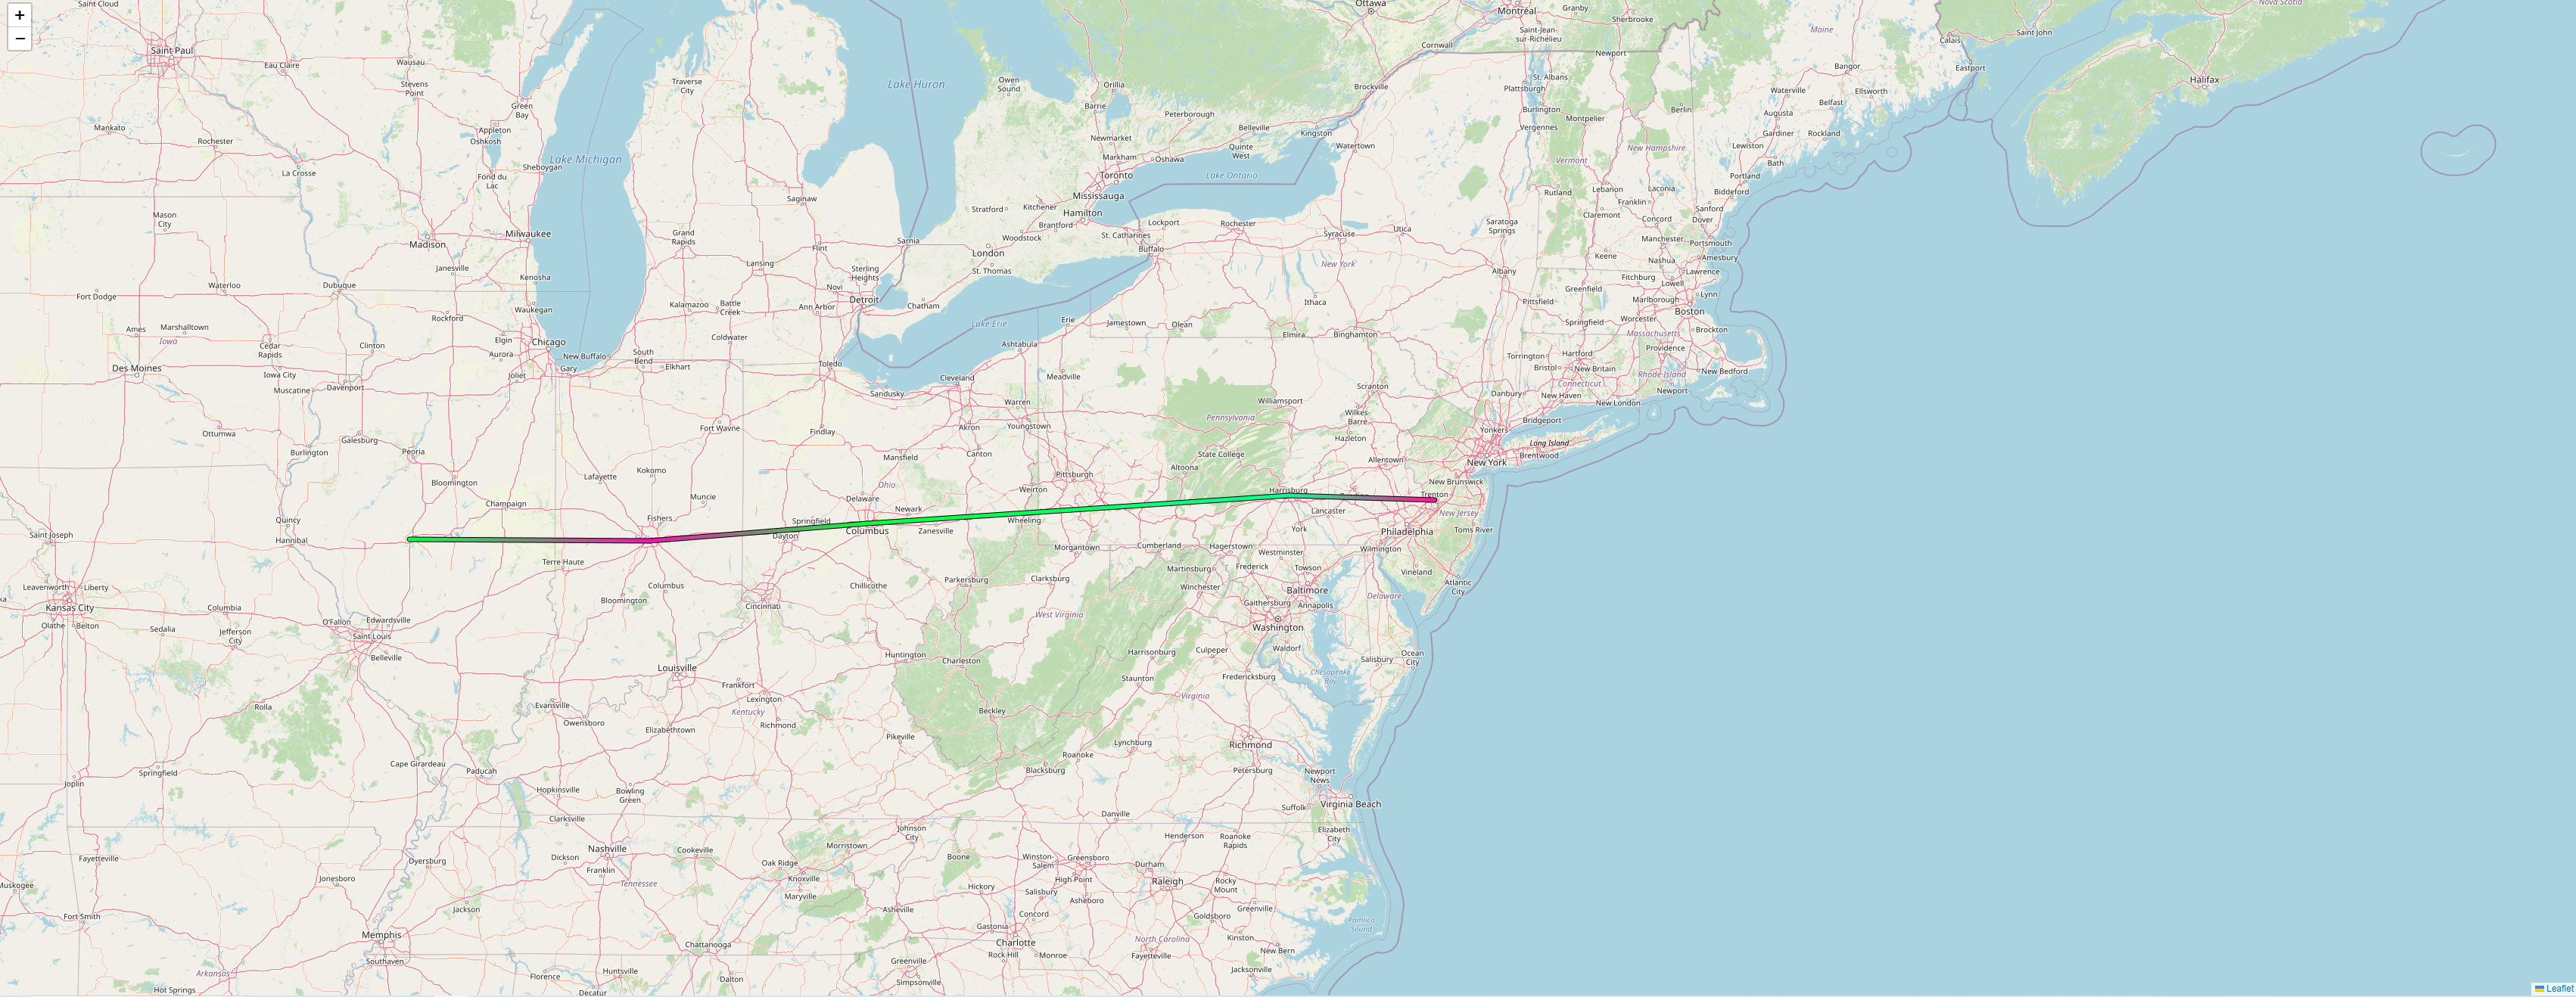 +
−
Saint-Cloud
Saint Paul
Eau Claire
Wausau
Stevens
Point
Green
Bay
Appleton
Oshkosh
Mankato
Rochester
La Crosse
Fond du
Lac
Sheboygan
Lake Michigan
Traverse
City
Lake Huron
Owen
Sound
Orillia
Barrie
Peterborough
Newmarket
Markham
Oshawa
Toronto
Mississauga
Hamilton
Kitchener
Stratford
Brantford
Woodstock
London
St. Thomas
Sarnia
Belleville
Quinte
West
Kingston
Brockville
Cornwall
Ottawa
Montréal
Granby
Sherbrooke
Saint-Jean-
sur-Richelieu
Newport
St. Albans
Plattsburgh
Burlington
Vergennes
Montpelier
Berlin
Watertown
Lake Ontario
Vermont
New Hampshire
Maine
Bangor
Calais
Eastport
Saint John
Nova Scotia
Halifax
Waterville
Belfast
Ellsworth
Augusta
Gardiner
Rockland
Lewiston
Bath
Portland
Biddeford
Sanford
Dover
Portsmouth
Amesbury
Lebanon
Laconia
Rutland
Franklin
Claremont
Concord
Manchester
Keene
Nashua
Lawrence
Lowell
Lynn
Fitchburg
Marlborough
Boston
Worcester
Brockton
Massachusetts
Providence
New Bedford
Rhode Island
Newport
Mason
City
Madison
Milwaukee
Janesville
Kenosha
Waukegan
Grand
Rapids
Saginaw
Flint
Lansing
Sterling
Heights
Novi
Detroit
Ann Arbor
Chatham
Kalamazoo
Battle
Creek
Coldwater
Lockport
St. Catharines
Buffalo
Rochester
Syracuse
Utica
Saratoga
Springs
Albany
New York
Greenfield
Pittsfield
Springfield
Hartford
Torrington
Bristol
New Britain
Connecticut
Danbury
New Haven
New London
Bridgeport
Yonkers
Long Island
Brentwood
New York
Fort Dodge
Waterloo
Dubuque
Rockford
Ames
Marshalltown
Iowa
Cedar
Rapids
Clinton
Elgin
Chicago
Aurora
Joliet
New Buffalo
Gary
South
Bend
Elkhart
Toledo
Lake Erie
Erie
Jamestown
Olean
Ithaca
Elmira
Binghamton
Ashtabula
Meadville
Cleveland
Sandusky
Warren
Youngstown
Akron
Canton
Scranton
Williamsport
Wilkes-
Barre
Hazleton
Pennsylvania
State College
Altoona
Allentown
Des Moines
Iowa City
Muscatine
Davenport
Ottumwa
Burlington
Galesburg
Peoria
Bloomington
Champaign
Lafayette
Kokomo
Fort Wayne
Muncie
Findlay
Mansfield
Ohio
Delaware
Newark
Pittsburgh
Weirton
Wheeling
Harrisburg
Lancaster
York
New Brunswick
Trenton
New Jersey
Toms River
Philadelphia
Wilmington
Vineland
Atlantic
City
Saint Joseph
Quincy
Hannibal
Fishers
Springfield
Dayton
Columbus
Zanesville
Terre Haute
Morgantown
Cumberland
Hagerstown
Westminster
Martinsburg
Frederick
Towson
Winchester
Baltimore
Gaithersburg
Annapolis
Washington
Delaware
Leavenworth
Liberty
Kansas City
Olathe
Belton
Columbia
Sedalia
Jefferson
City
O'Fallon
Edwardsville
Saint Louis
Belleville
Bloomington
Columbus
Cincinnati
Chillicothe
Parkersburg
Clarksburg
West Virginia
Huntington
Charleston
Harrisonburg
Culpeper
Waldorf
Salisbury
Ocean
City
Chesapeake
Bay
Staunton
Fredericksburg
Virginia
Louisville
Frankfort
Lexington
Kentucky
Richmond
Evansville
Owensboro
Elizabethtown
Rolla
Beckley
Pikeville
Lynchburg
Roanoke
Blacksburg
Richmond
Petersburg
Newport
News
Suffolk
Virginia Beach
Joplin
Springfield
Cape Girardeau
Paducah
Hopkinsville
Bowling
Green
Clarksville
Danville
Elizabeth
City
Johnson
City
Henderson
Roanoke
Rapids
Fayetteville
Dyersburg
Nashville
Dickson
Franklin
Cookeville
Oak Ridge
Knoxville
Morristown
Maryville
Boone
Winston-
Salem
Greensboro
High Point
Durham
Raleigh
Rocky
Mount
Muskogee
Jonesboro
Tennessee
Jackson
Fort Smith
Asheville
Hickory
Salisbury
Asheboro
Concord
Gastonia
Charlotte
Greenville
Goldsboro
Kinston
New Bern
Pamlico
Sound
North Carolina
Fayetteville
Jacksonville
Memphis
Southaven
Arkansas
Hot Springs
Chattanooga
Florence
Huntsville
Decatur
Dalton
Greenville
Simpsonville
Rock Hill
Monroe
Leaflet